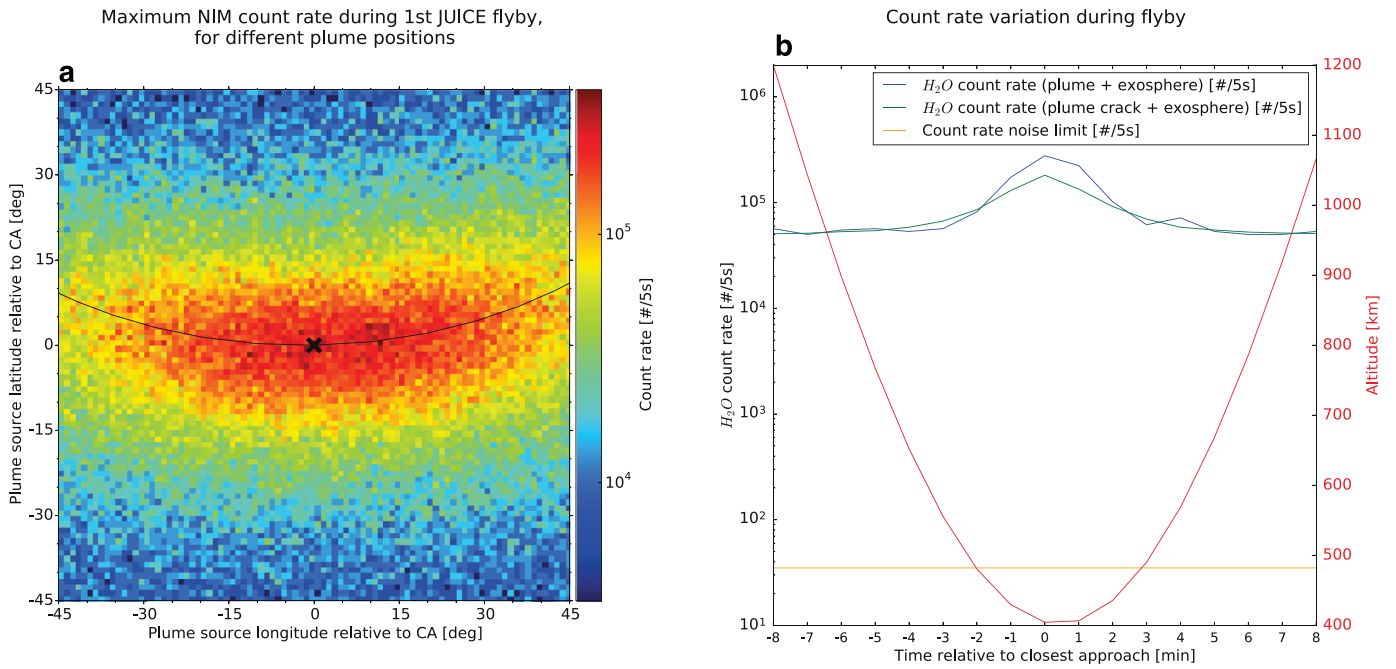 Maximum NIM count rate during 1st JUICE flyby,
for different plume positions
a
45
30
15
0
-15
-30
-45
Plume source latitude relative to CA [deg]
-45 -30 -15 0 15 30 45
Plume source longitude relative to CA [deg]
10^5
10^4
Count rate [#/5s]
Count rate variation during flyby
b
H_2O count rate (plume + exosphere) [#/5s]
H_2O count rate (plume crack + exosphere) [#/5s]
Count rate noise limit [#/5s]
10^6
10^5
10^4
10^3
10^2
10^1
H_2O count rate [#/5s]
1200
1100
1000
900
800
700
600
500
400
Altitude [km]
-8 -7 -6 -5 -4 -3 -2 -1 0 1 2 3 4 5 6 7 8
Time relative to closest approach [min]